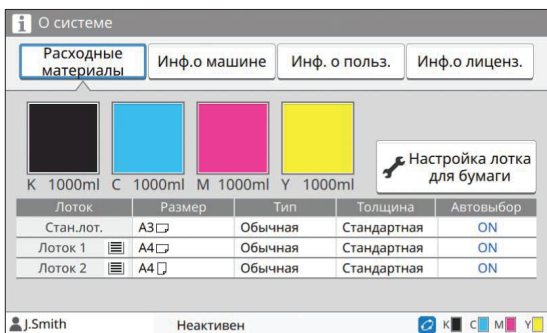 О системе
Расходные
материалы
Инф.о машине
Инф. о польз.
Инф.о лиценз.
K 1000ml C 1000ml M 1000ml Y 1000ml
Настройка лотка
для бумаги
Лоток Размер Тип Толщина Автовыбор
Стан.лот. A3 Обычная Стандартная ON
Лоток 1 A4 Обычная Стандартная ON
Лоток 2 A4 Обычная Стандартная ON
J.Smith Неактивен K C M Y